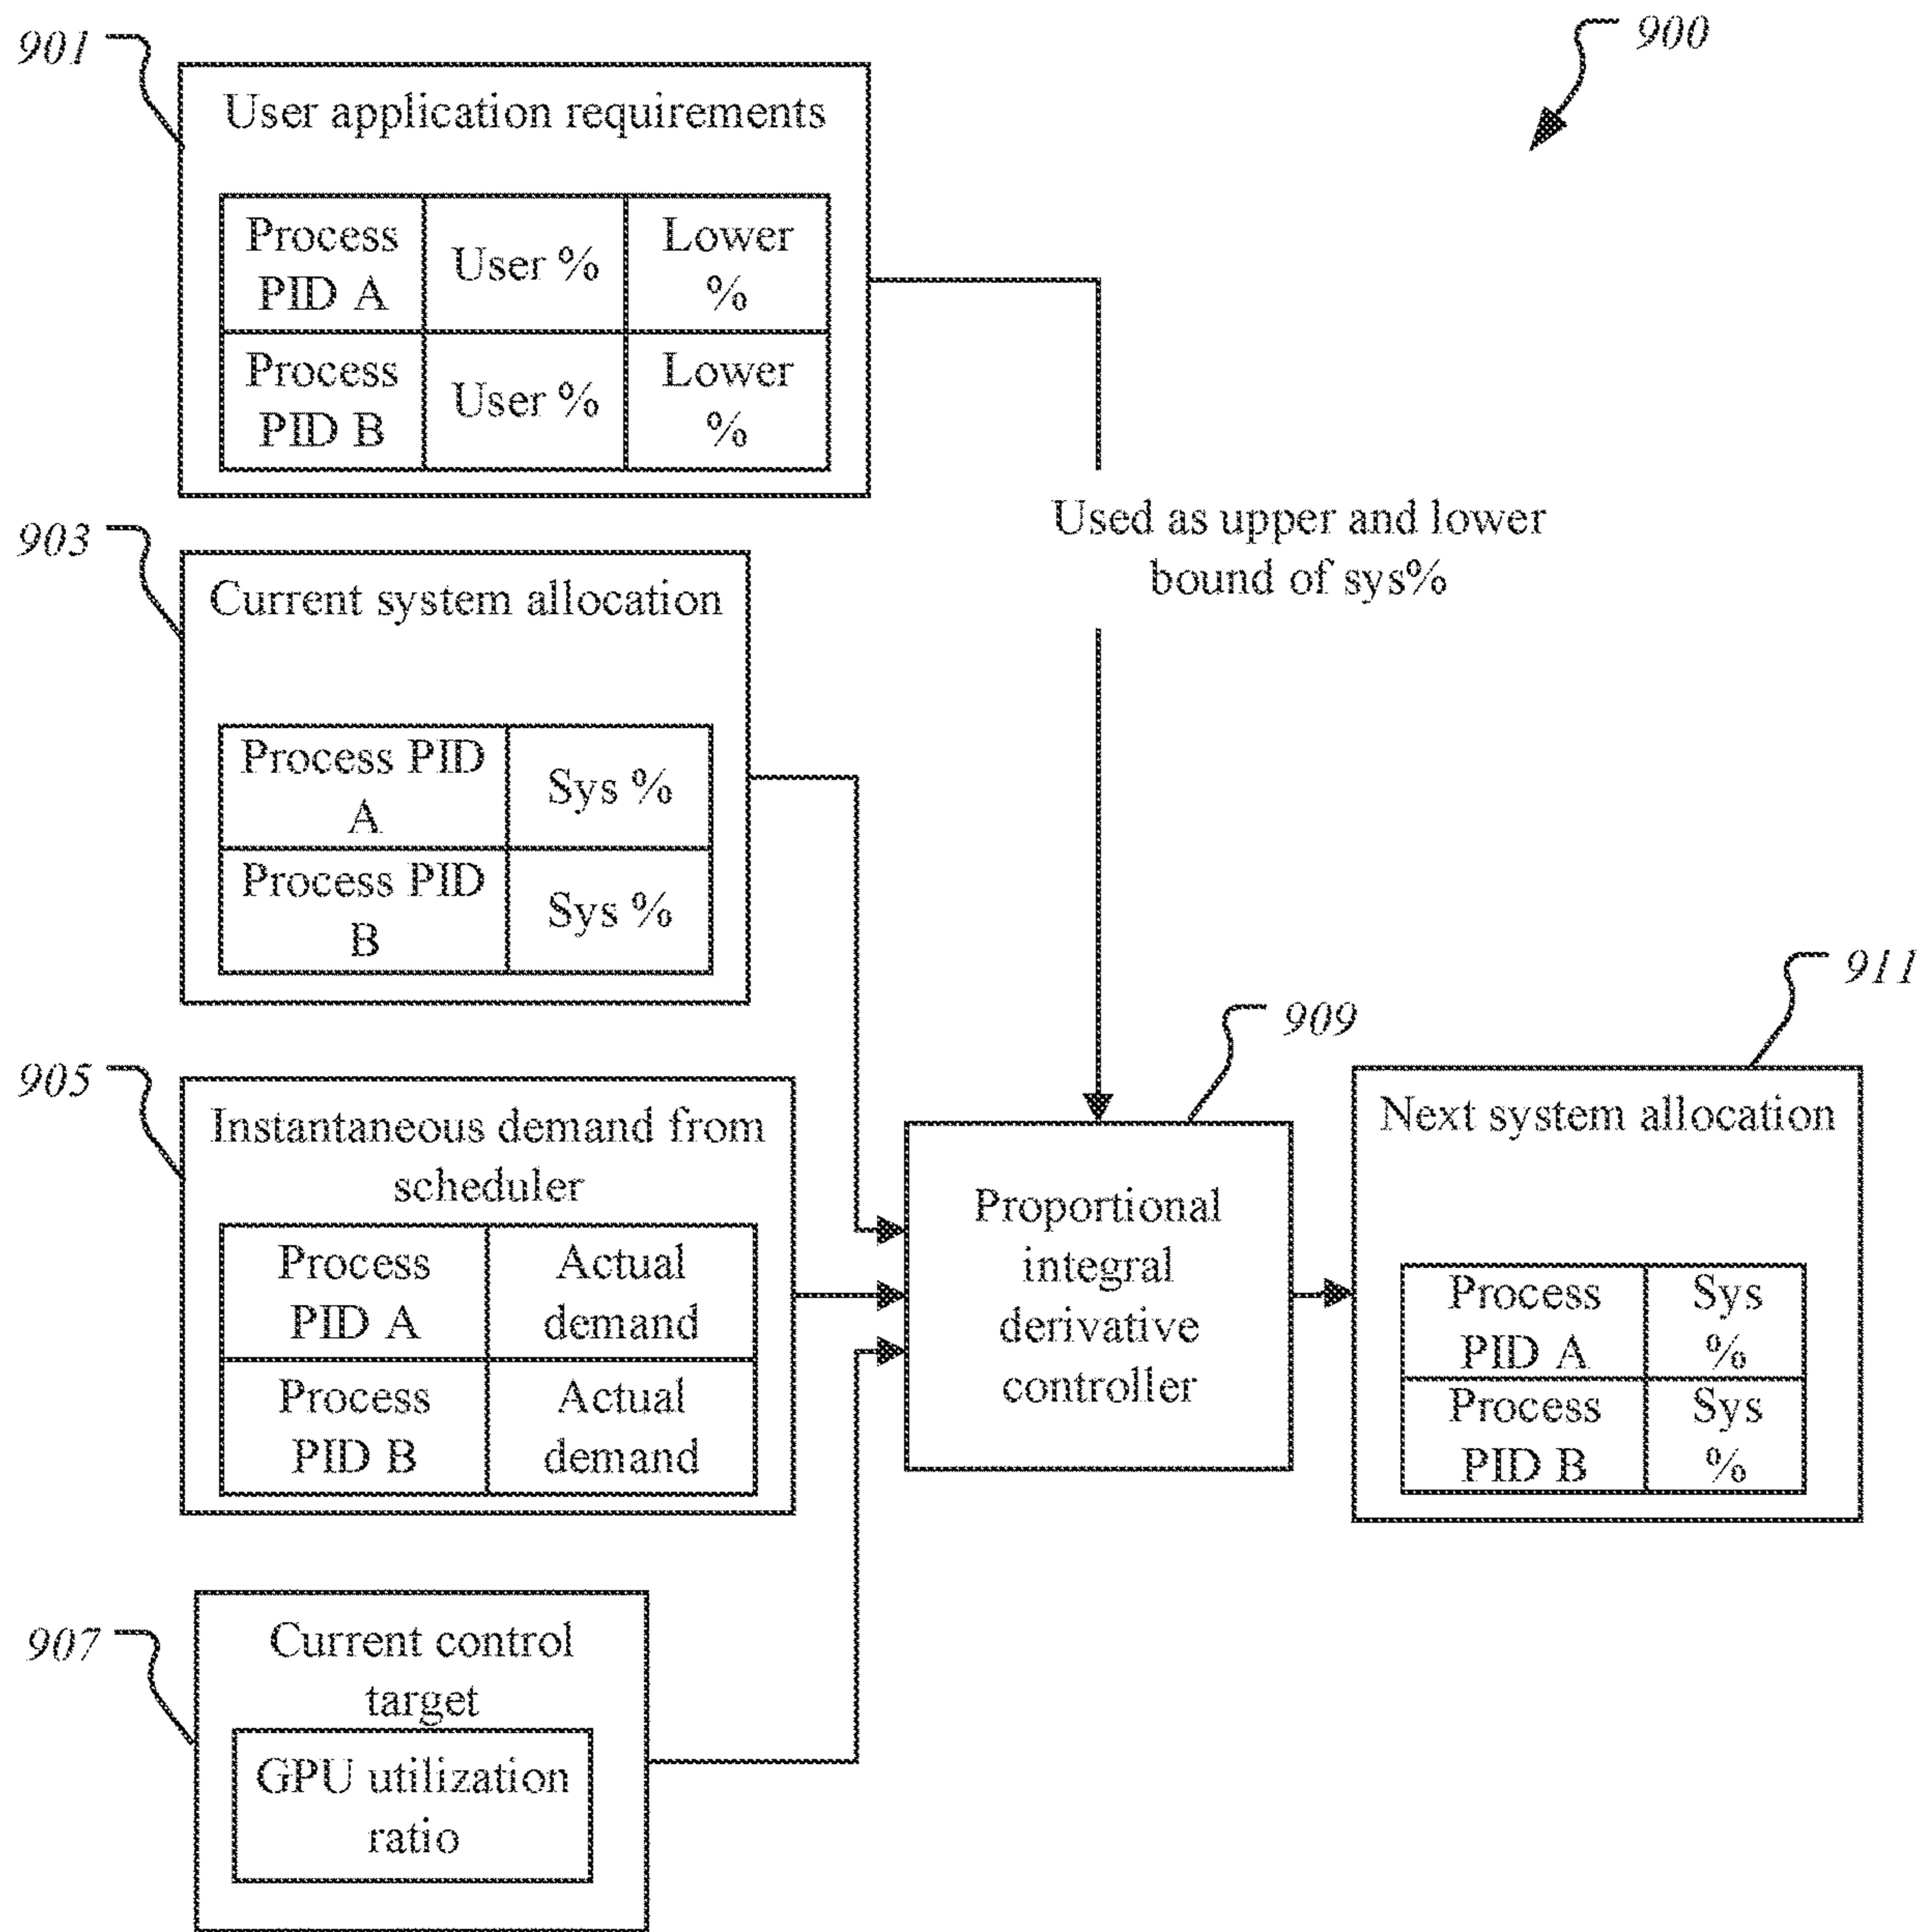 900
901
User application requirements
Process
PID A
User %
Lower
%
Process
PID B
User %
Lower
%
Used as upper and lower
bound of sys%
903
Current system allocation
Process PID
A
Sys %
Process PID
B
Sys %
905
Instantaneous demand from
scheduler
Process
PID A
Actual
demand
Process
PID B
Actual
demand
907
Current control
target
GPU utilization
ratio
909
Proportional
integral
derivative
controller
911
Next system allocation
Process
PID A
Sys
%
Process
PID B
Sys
%